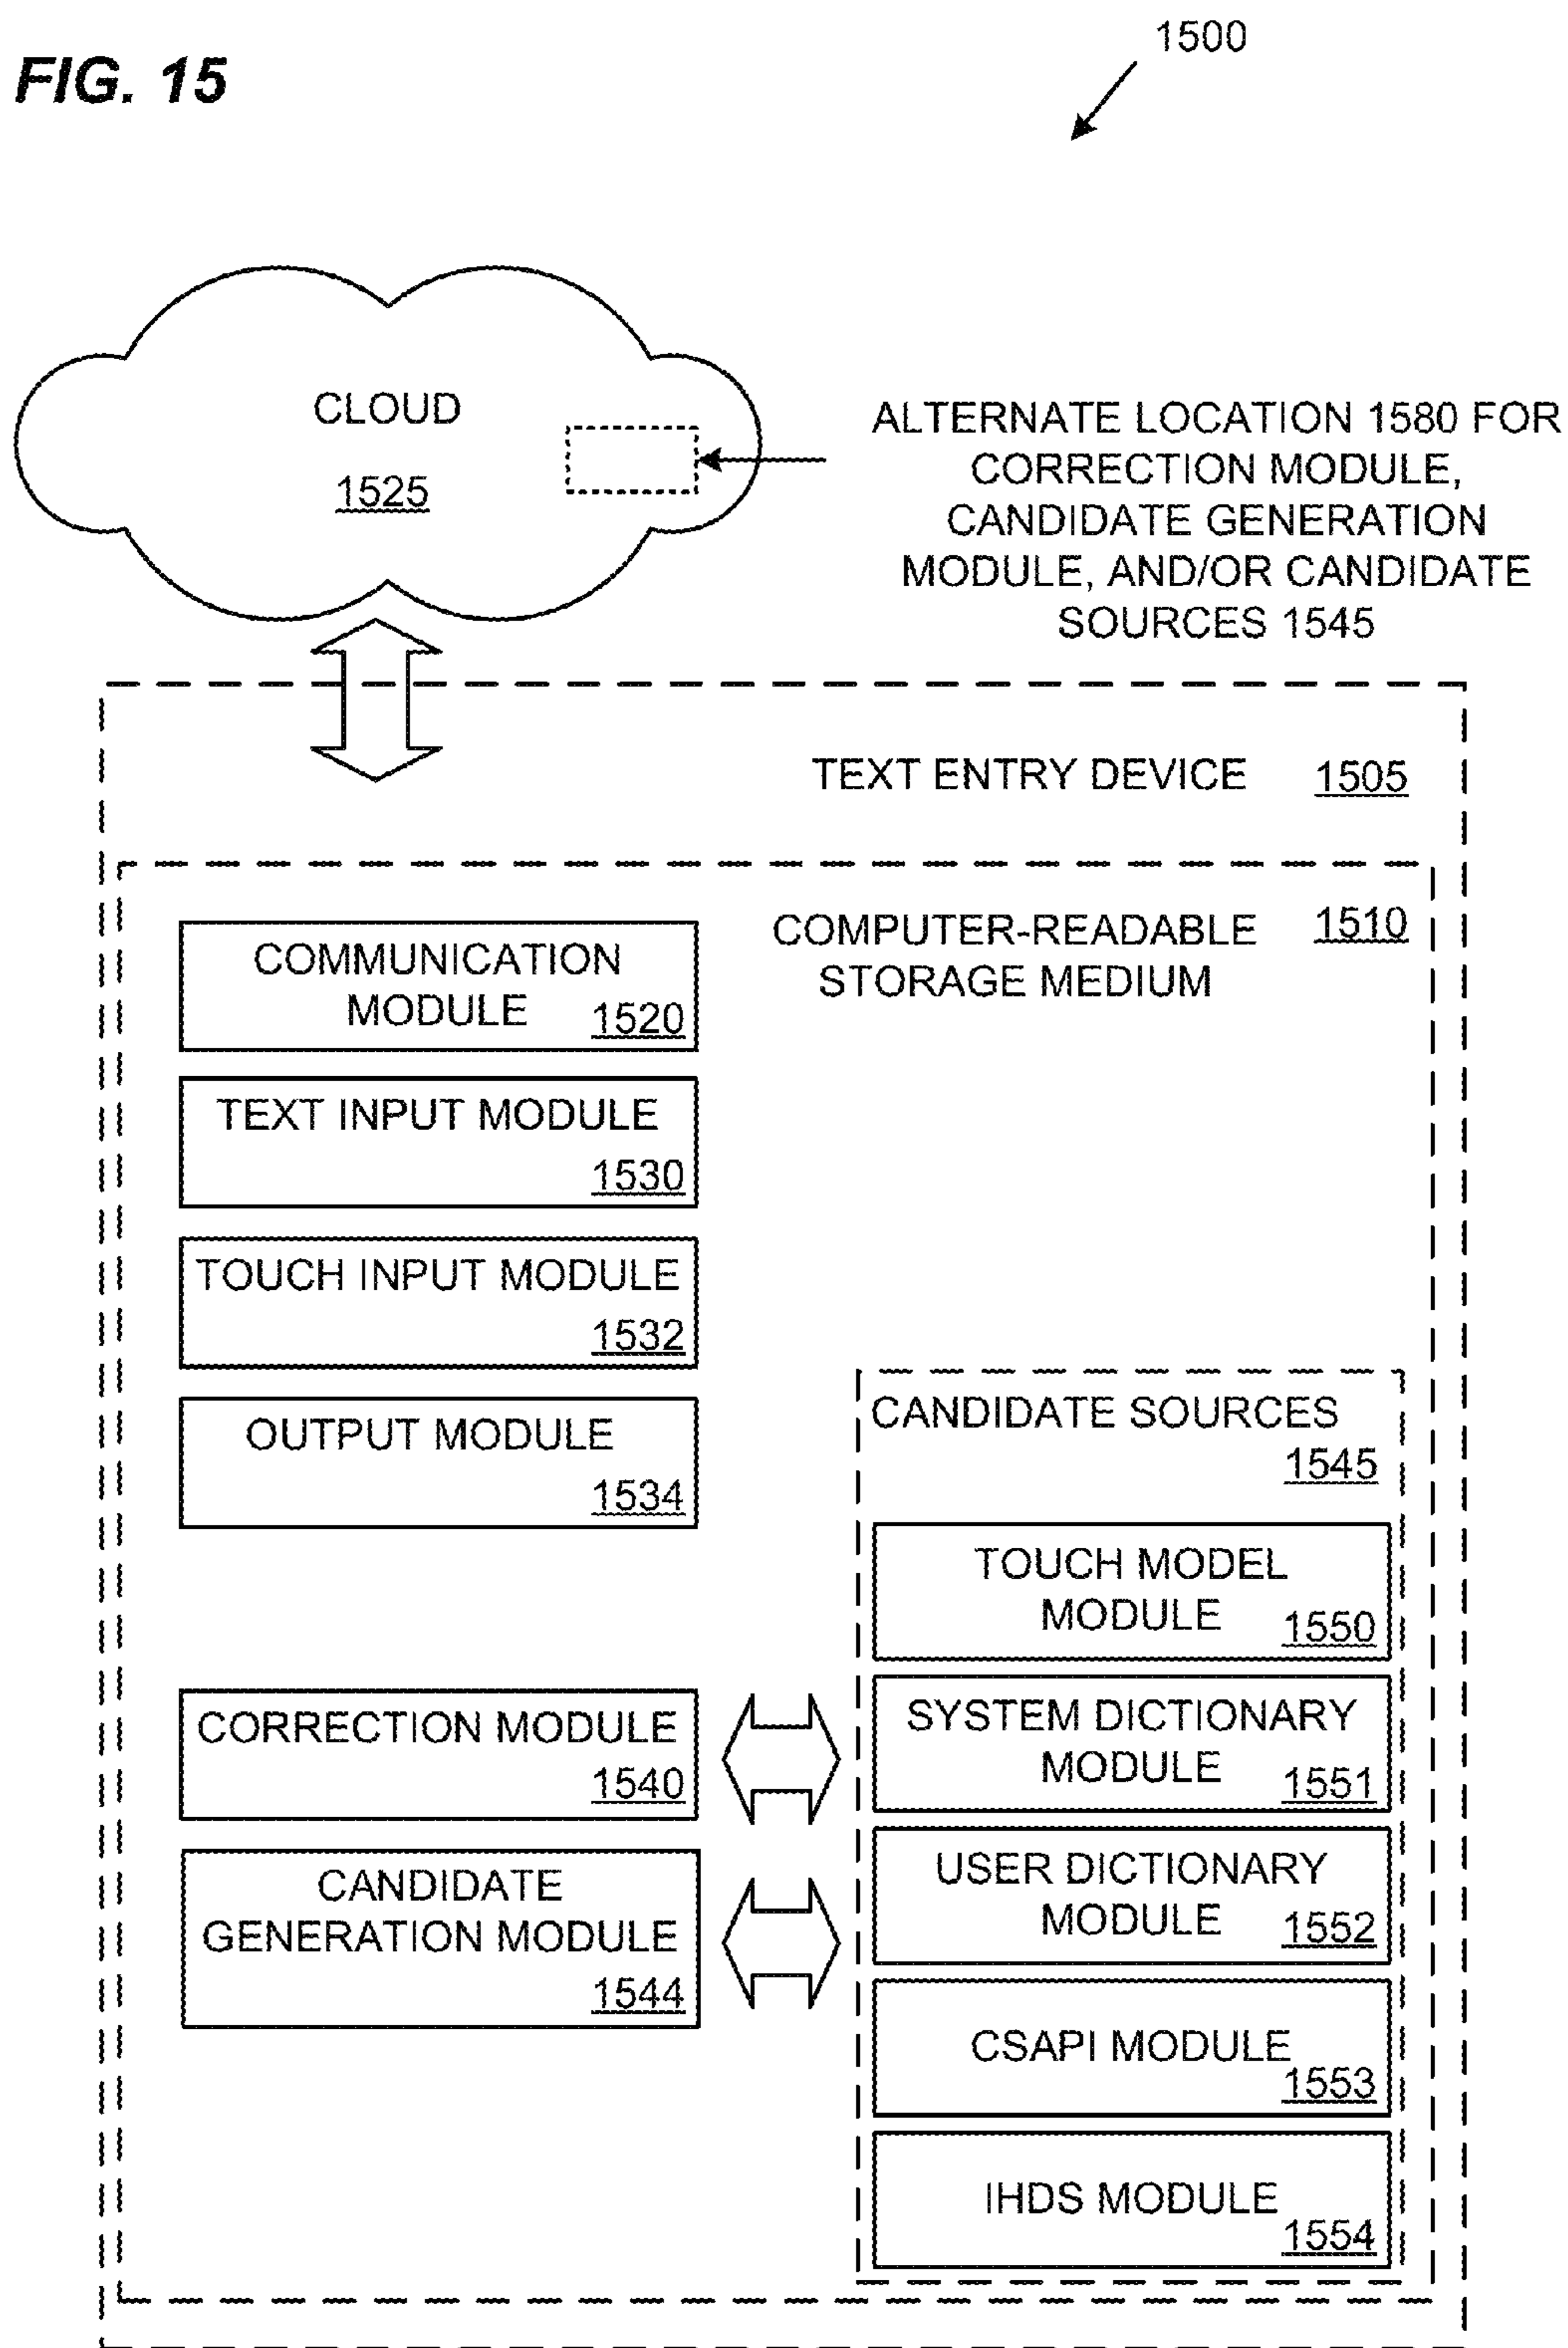 FIG. 15
1500
CLOUD
1525
ALTERNATE LOCATION 1580 FOR
CORRECTION MODULE,
CANDIDATE GENERATION
MODULE, AND/OR CANDIDATE
SOURCES 1545
TEXT ENTRY DEVICE 1505
COMPUTER-READABLE 1510
STORAGE MEDIUM
COMMUNICATION
MODULE 1520
TEXT INPUT MODULE
1530
TOUCH INPUT MODULE
1532
OUTPUT MODULE
1534
CORRECTION MODULE
1540
CANDIDATE
GENERATION MODULE
1544
CANDIDATE SOURCES
1545
TOUCH MODEL
MODULE 1550
SYSTEM DICTIONARY
MODULE 1551
USER DICTIONARY
MODULE 1552
CSAPI MODULE
1553
IHDS MODULE
1554